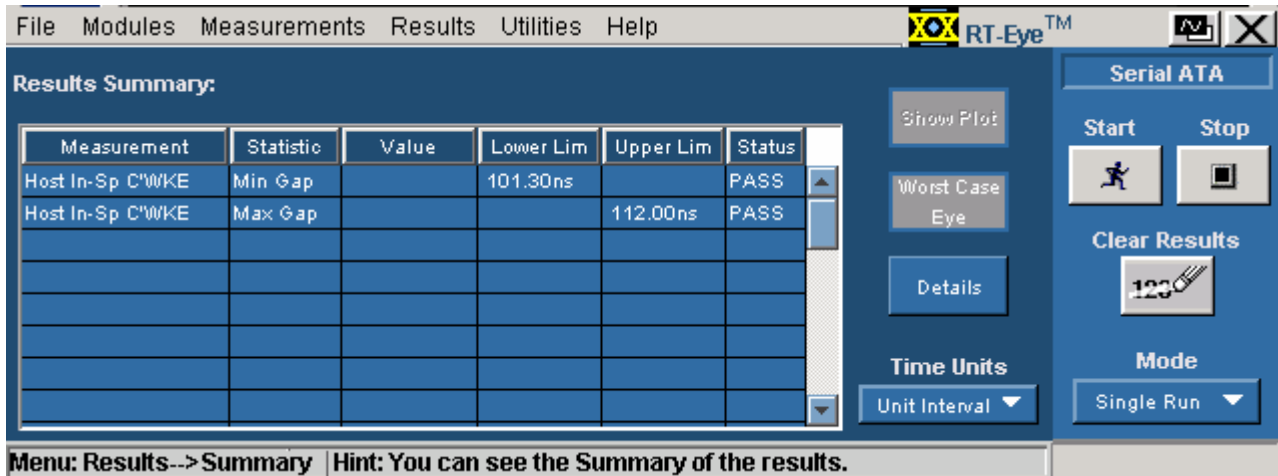 File Modules Measurements Results Utilities Help RT-Eye™
Results Summary:
Measurement Statistic Value Lower Lim Upper Lim Status
Host In-Sp C'WKE Min Gap 101.30ns PASS
Host In-Sp C'WKE Max Gap 112.00ns PASS
Show Plot
Worst Case
Eye
Details
Time Units
Unit Interval
Serial ATA
Start Stop
Clear Results
123
Mode
Single Run
Menu: Results-->Summary |Hint: You can see the Summary of the results.